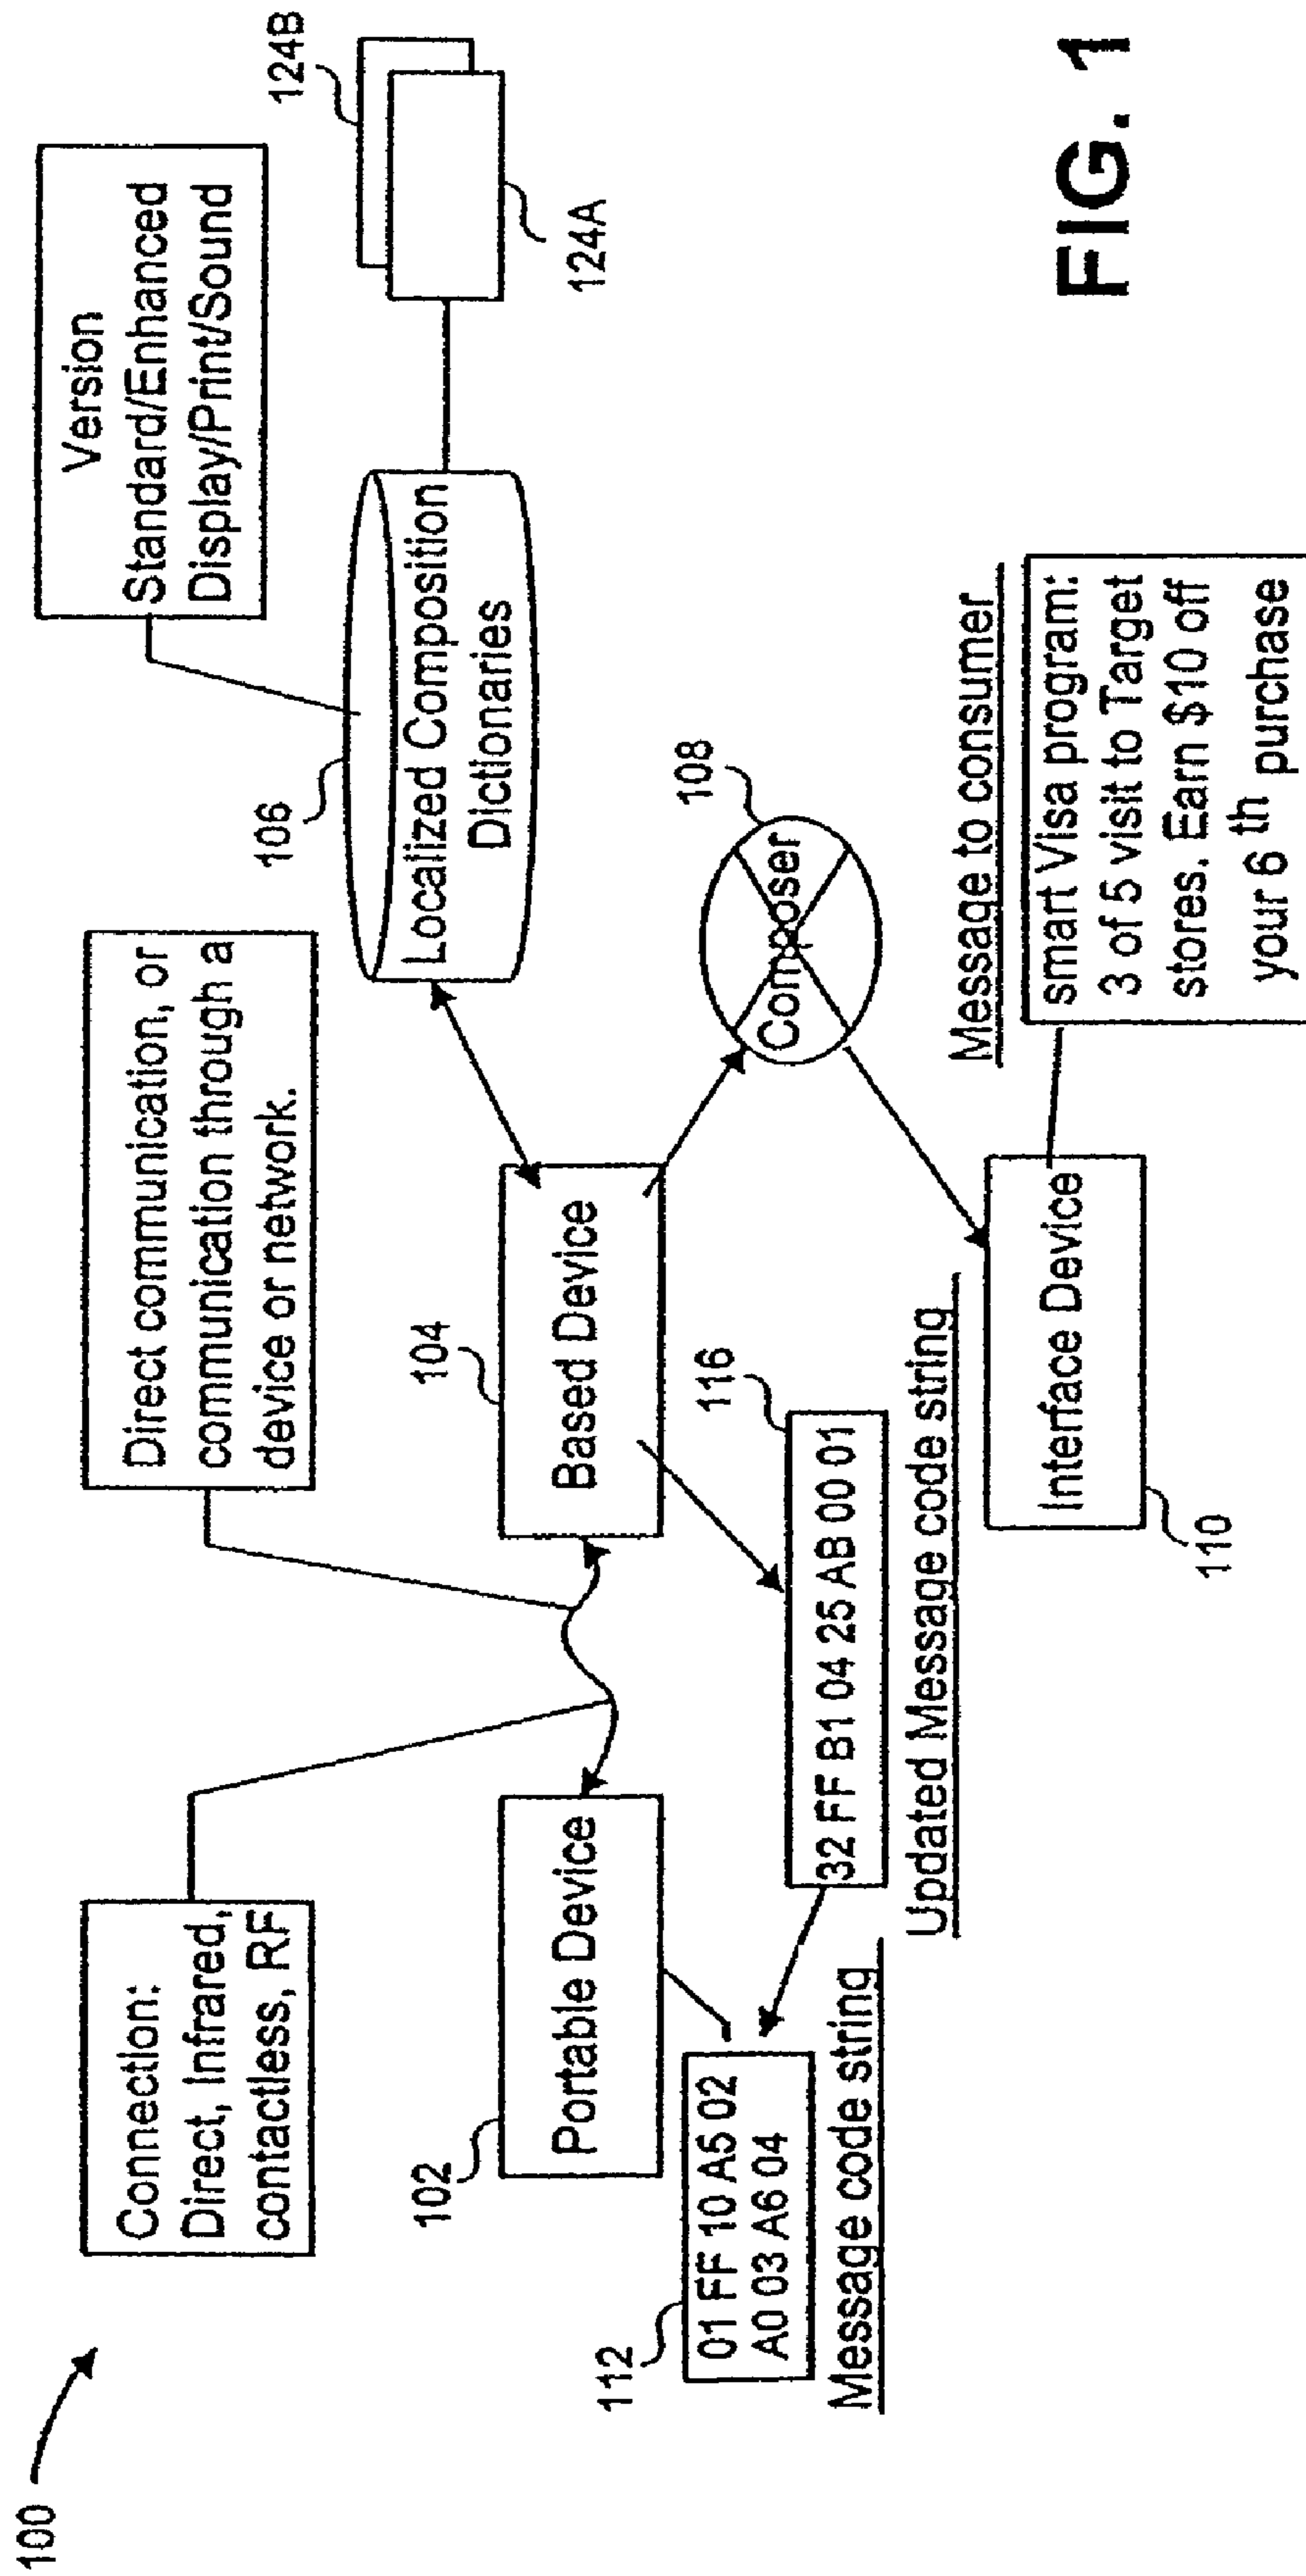 100
Connection:
Direct, Infrared,
contactless, RF
Direct communication, or
communication through a
device or network.
Version
Standard/Enhanced
Display/Print/Sound
102
Portable Device
104
Based Device
106
Localized Composition
Dictionaries
124B
124A
112
01 FF 10 A5 02
A0 03 A6 04
Message code string
116
32 FF B1 04 25 AB 00 01
Updated Message code string
108
Composer
110
Interface Device
Message to consumer
smart Visa program:
3 of 5 visit to Target
stores. Earn $10 off
your 6 th purchase
FIG. 1